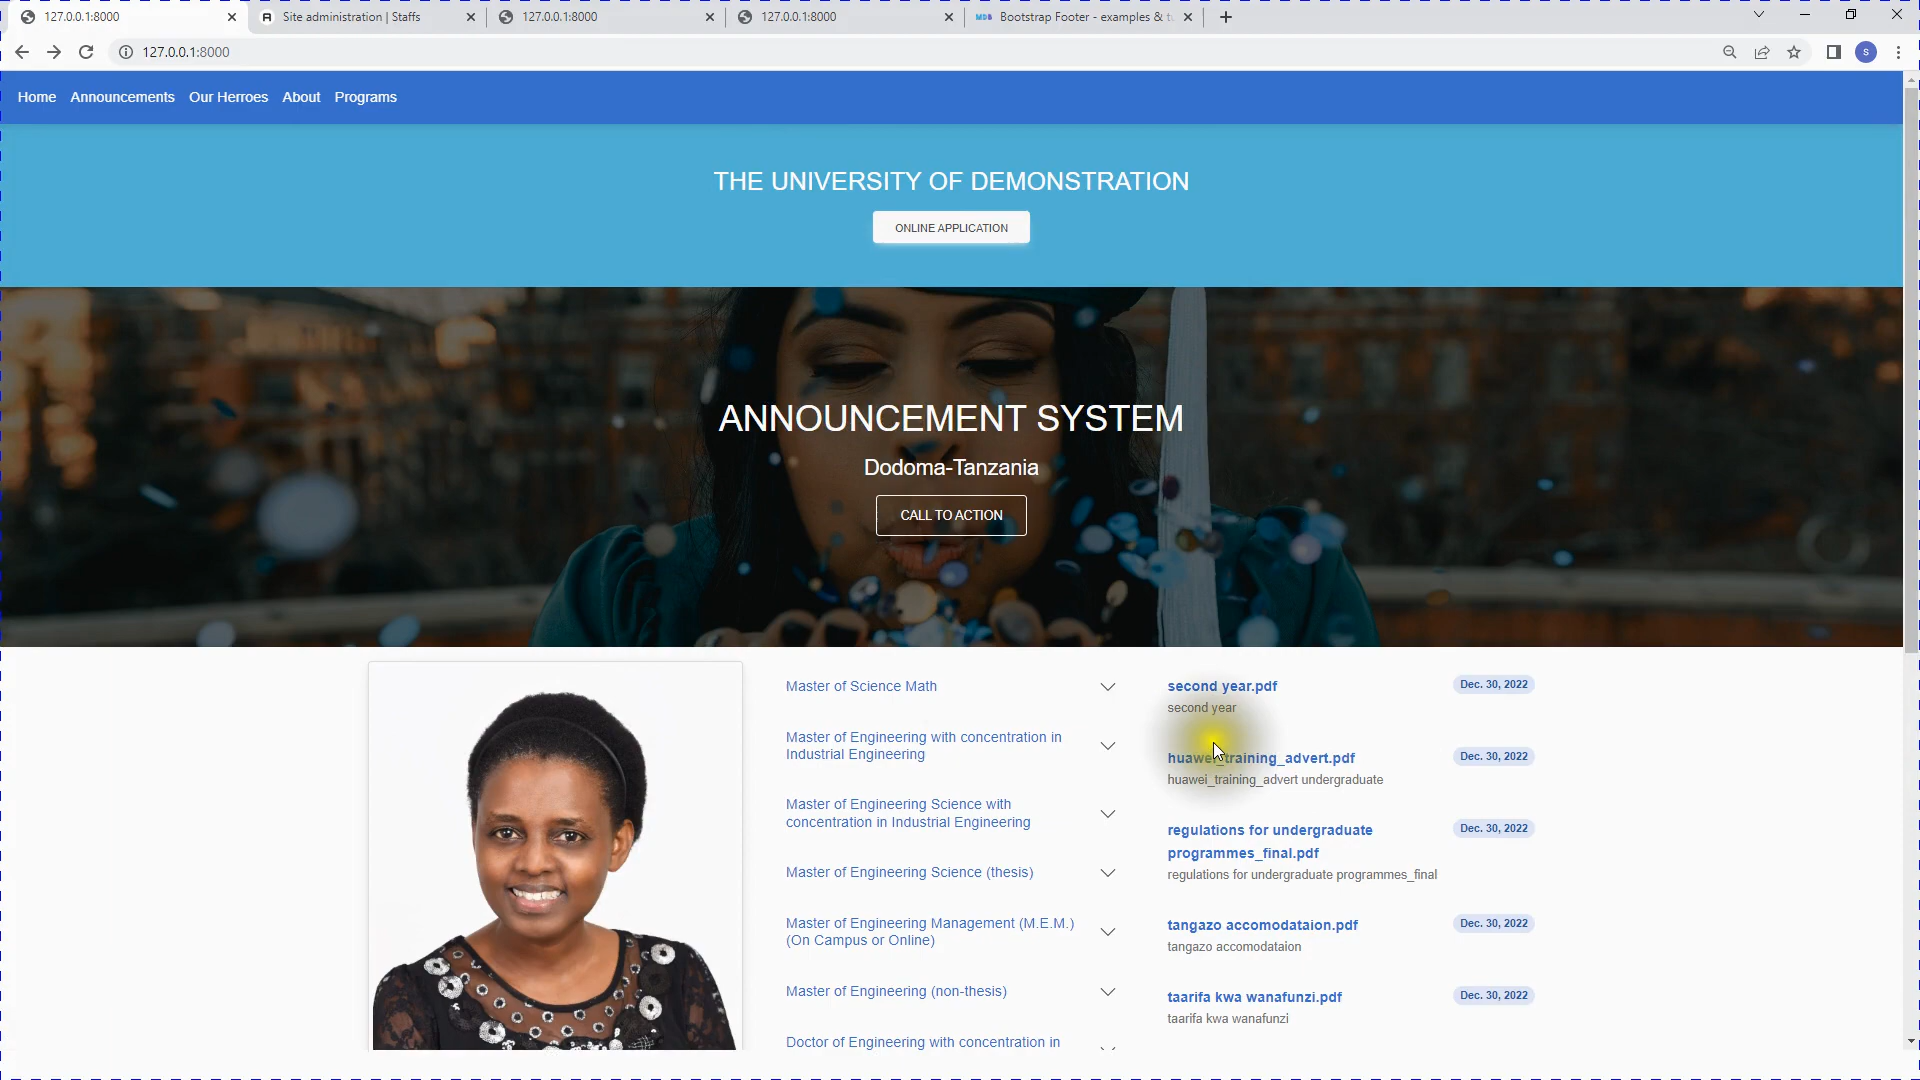 127.0.0.1:8000
Site administration | Staffs
127.0.0.1:8000
127.0.0.1:8000
MDB
Bootstrap Footer - examples &
127.0.0.1:8000
S
Home
Announcements
Our Herroes
About
Programs
THE UNIVERSITY OF DEMONSTRATION
ONLINE APPLICATION
ANNOUNCEMENT SYSTEM
Dodoma-Tanzania
CALL TO ACTION
Master of Science Math
Master of Engineering with concentration in
Industrial Engineering
Master of Engineering Science with
concentration in Industrial Engineering
Master of Engineering Science (thesis)
Master of Engineering Management (M.E.M.)
(On Campus or Online)
Master of Engineering (non-thesis)
Doctor of Engineering with concentration in
second year.pdf
Dec. 30, 2022
second year
huawei_training_advert.pdf
Dec. 30, 2022
huawei_training_advert undergraduate
regulations for undergraduate
programmes_final.pdf
Dec. 30, 2022
regulations for undergraduate programmes_final
tangazo accomodataion.pdf
Dec. 30, 2022
tangazo accomodataion
taarifa kwa wanafunzi.pdf
Dec. 30, 2022
taarifa kwa wanafunzi